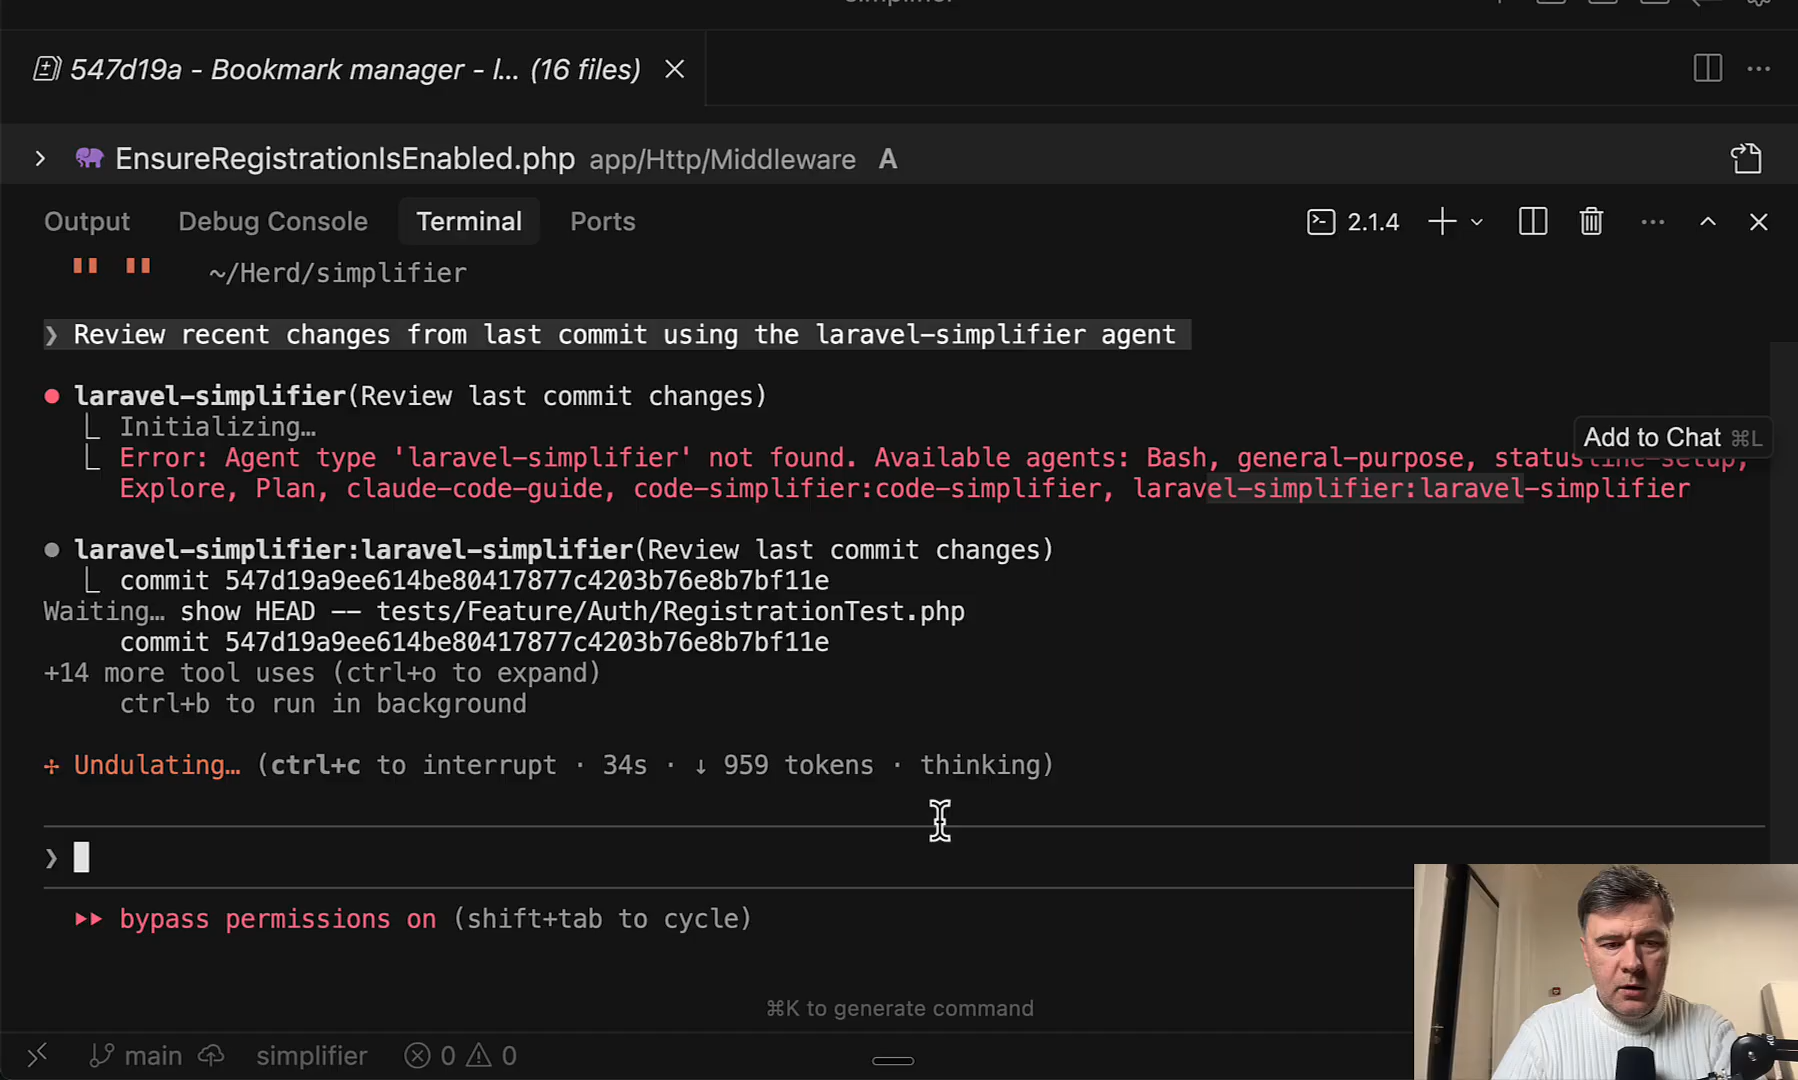 547d19a - Bookmark manager - l... (16 files)
EnsureRegistrationIsEnabled.php app/Http/Middleware A
Output Debug Console Terminal Ports 2.1.4
~/Herd/simplifier
❯ Review recent changes from last commit using the laravel-simplifier agent
● laravel-simplifier(Review last commit changes)
Initializing…
Add to Chat ⌘L
Error: Agent type 'laravel-simplifier' not found. Available agents: Bash, general-purpose, statusline-setup,
Explore, Plan, claude-code-guide, code-simplifier:code-simplifier, laravel-simplifier:laravel-simplifier
● laravel-simplifier:laravel-simplifier(Review last commit changes)
commit 547d19a9ee614be80417877c4203b76e8b7bf11e
Waiting… show HEAD -- tests/Feature/Auth/RegistrationTest.php
commit 547d19a9ee614be80417877c4203b76e8b7bf11e
+14 more tool uses (ctrl+o to expand)
ctrl+b to run in background
✢ Undulating… (ctrl+c to interrupt · 34s · ↓ 959 tokens · thinking)
❯
bypass permissions on (shift+tab to cycle)
⌘K to generate command
main simplifier 0 0